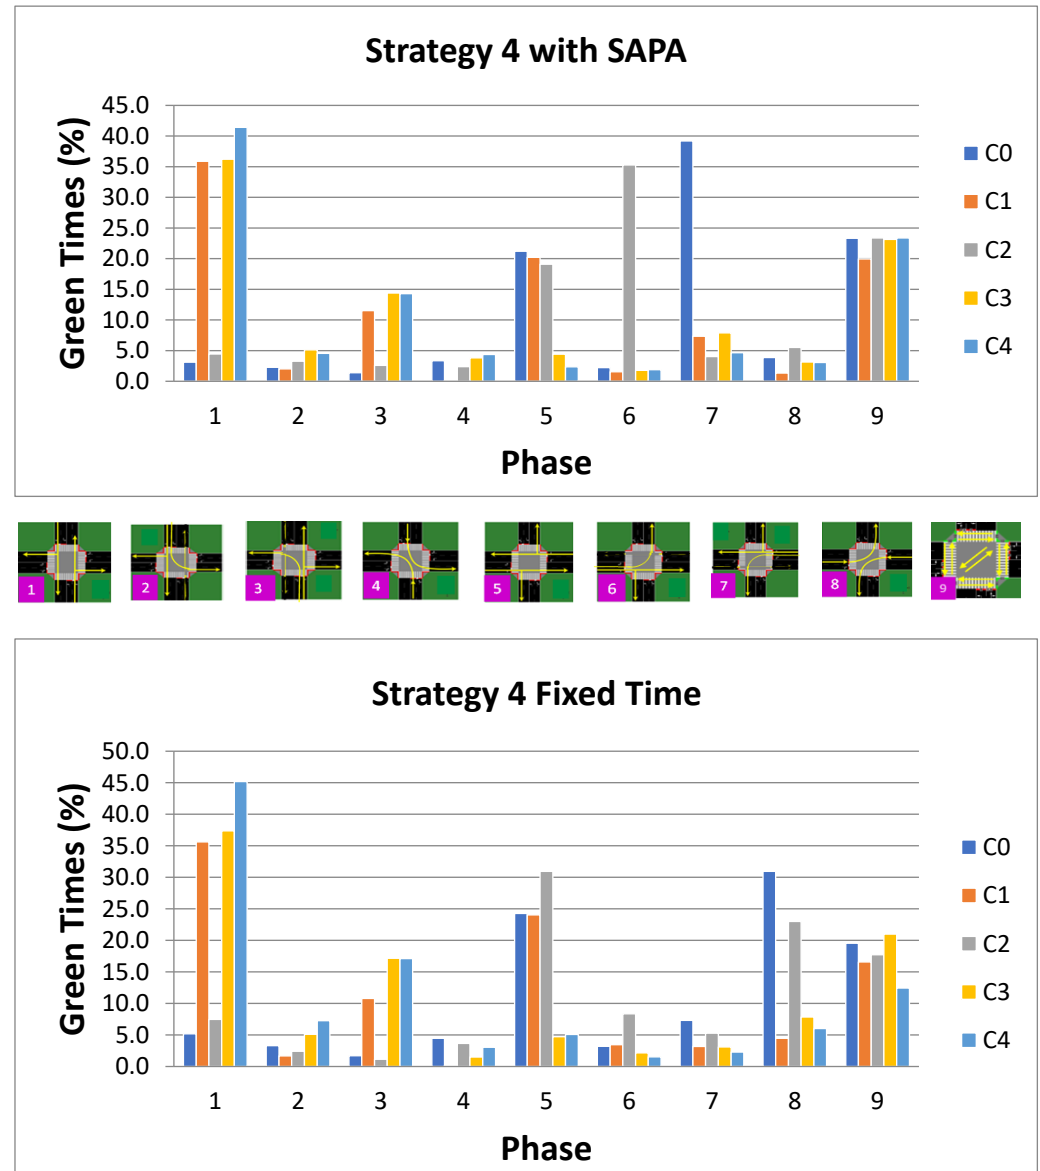 Strategy 4 with SAPA
Green Times (%)
45.0
40.0
35.0
30.0
25.0
20.0
15.0
10.0
5.0
0.0
1 2 3 4 5 6 7 8 9
Phase
C0
C1
C2
C3
C4
1 2 3 4 5 6 7 8 9
Strategy 4 Fixed Time
Green Times (%)
50.0
45.0
40.0
35.0
30.0
25.0
20.0
15.0
10.0
5.0
0.0
1 2 3 4 5 6 7 8 9
Phase
C0
C1
C2
C3
C4